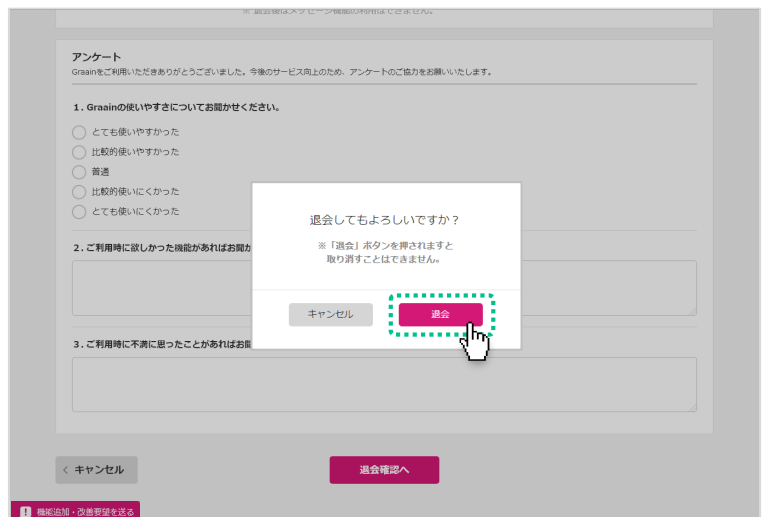 ※ 退会後はメッセージ機能の利用はできません。
アンケート
Graainをご利用いただきありがとうございました。今後のサービス向上のため、アンケートのご協力をお願いいたします。
1. Graainの使いやすさについてお聞かせください。
とても使いやすかった
比較的使いやすかった
普通
比較的使いにくかった
とても使いにくかった
2. ご利用時に欲しかった機能があればお聞か
3. ご利用時に不満に思ったことがあればお聞
退会してもよろしいですか？
※「退会」ボタンを押されますと
取り消すことはできません。
キャンセル
退会
< キャンセル
退会確認へ
! 機能追加・改善要望を送る